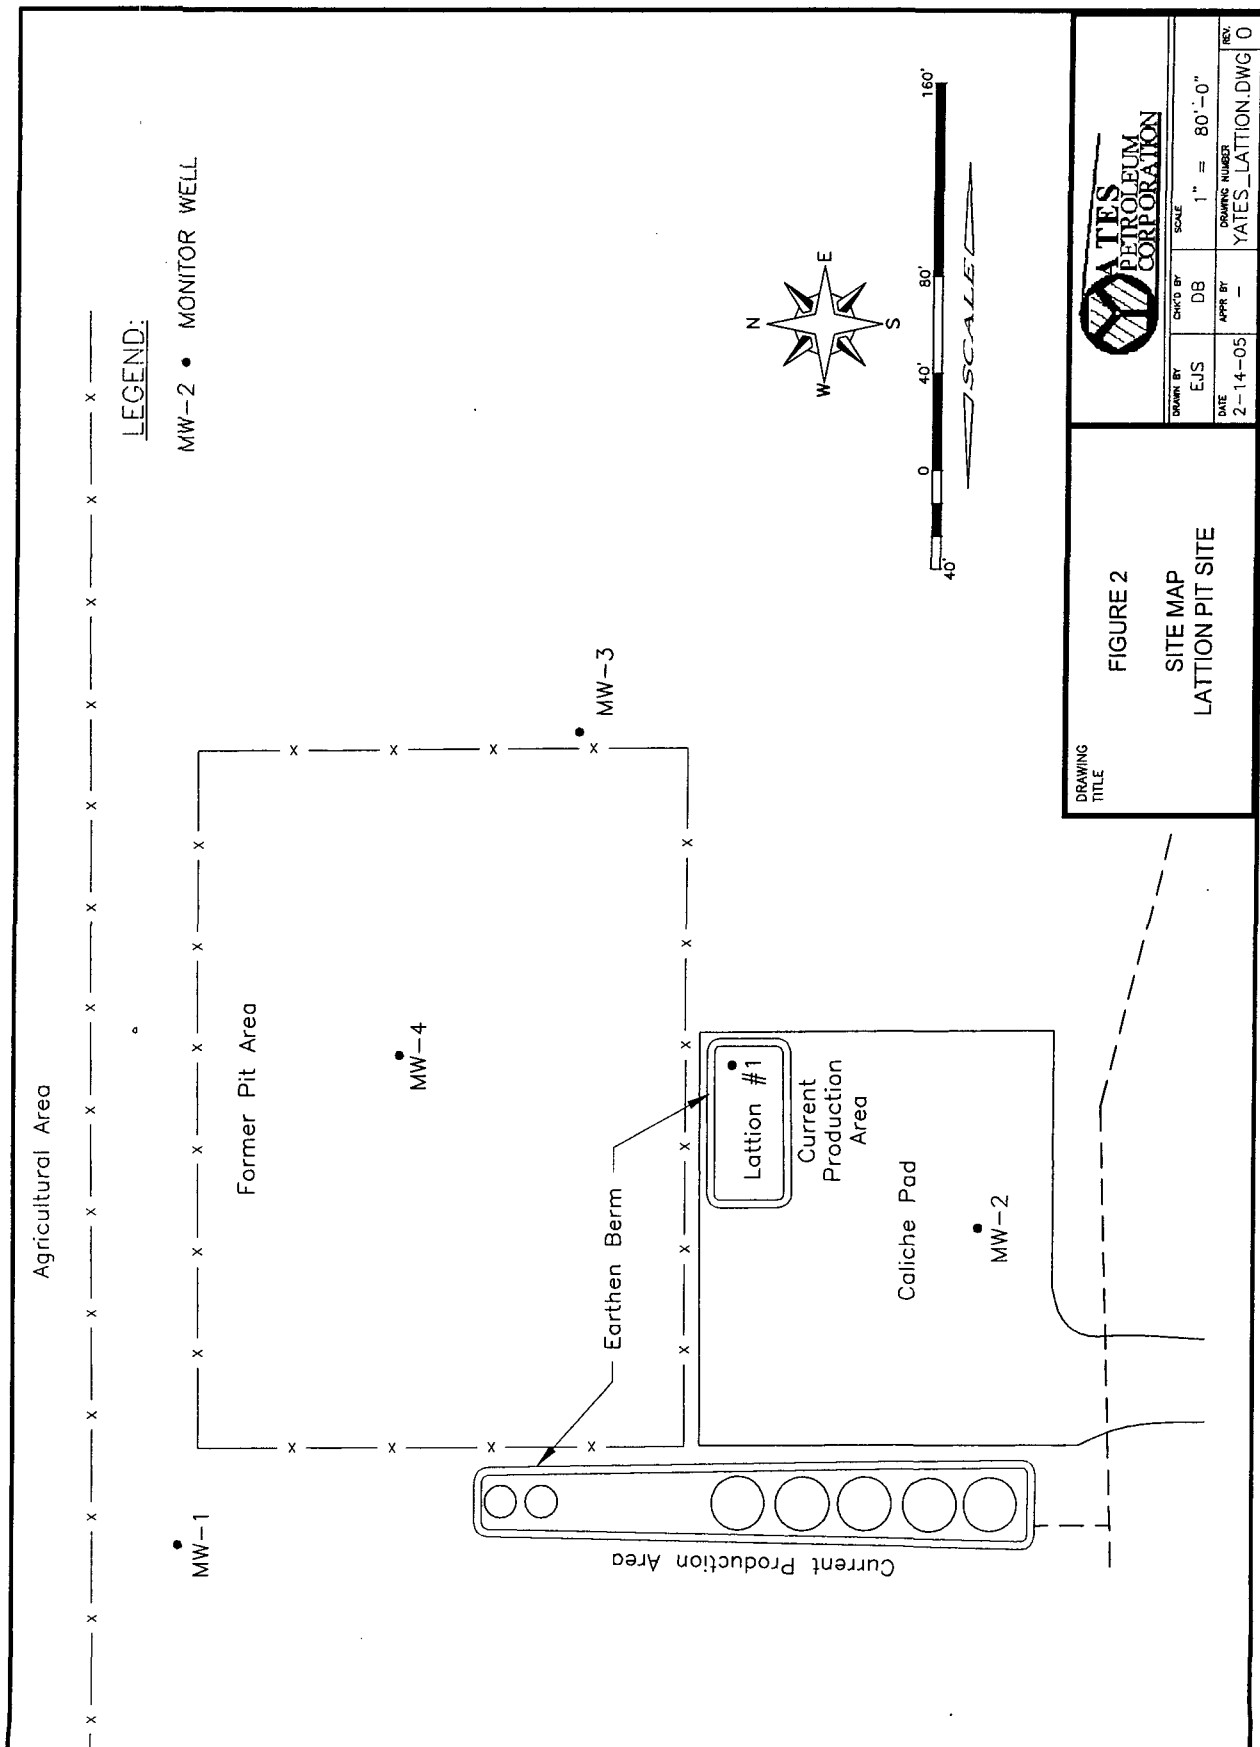 Agricultural Area
LEGEND:
MW-2 MONITOR WELL
MW-1
Former Pit Area
MW-4
MW-3
Earthen Berm
Current Production Area
Lattion #1
Current
Production
Area
Caliche Pad
MW-2
N
W
E
S
40'
0
40'
80'
160'
SCALE
DRAWING
TITLE
FIGURE 2
SITE MAP
LATTION PIT SITE
ATES
PETROLEUM
CORPORATION
DRAWN BY
EJS
CHK'D BY
DB
SCALE
1" = 80'-0"
DATE
2-14-05
APPR BY
-
DRAWING NUMBER
YATES_LATTION.DWG
REV.
0